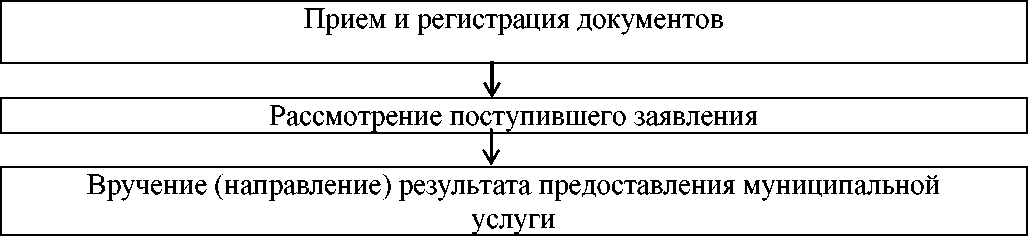 Прием и регистрация документов
Рассмотрение поступившего заявления
Вручение (направление) результата предоставления муниципальной
услуги